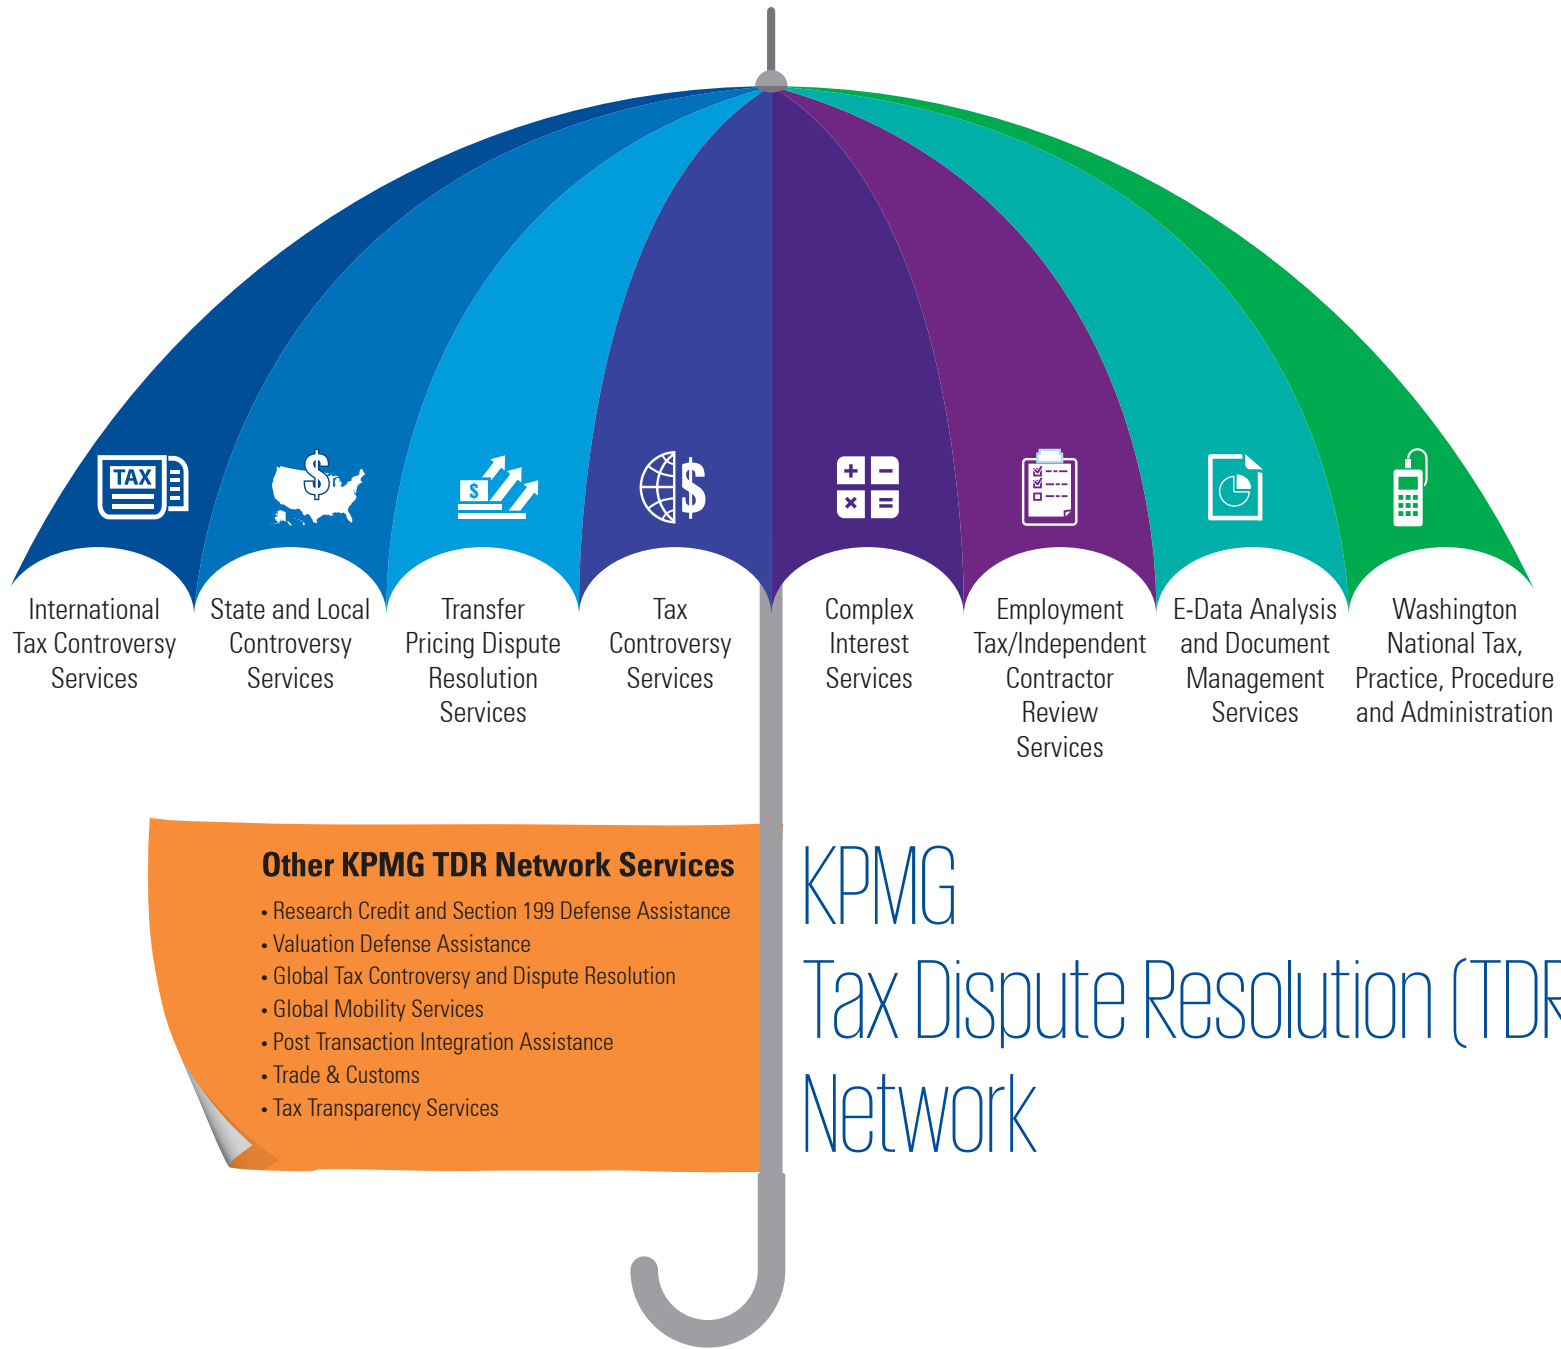 TAX
$
$
$
International
Tax Controversy
Services
State and Local
Controversy
Services
Transfer
Pricing Dispute
Resolution
Services
Tax
Controversy
Services
Complex
Interest
Services
Employment
Tax/Independent
Contractor
Review
Services
E-Data Analysis
and Document
Management
Services
Washington
National Tax,
Practice, Procedure
and Administration
Other KPMG TDR Network Services
• Research Credit and Section 199 Defense Assistance
• Valuation Defense Assistance
• Global Tax Controversy and Dispute Resolution
• Global Mobility Services
• Post Transaction Integration Assistance
• Trade & Customs
• Tax Transparency Services
KPMG
Tax Dispute Resolution (TDR
Network